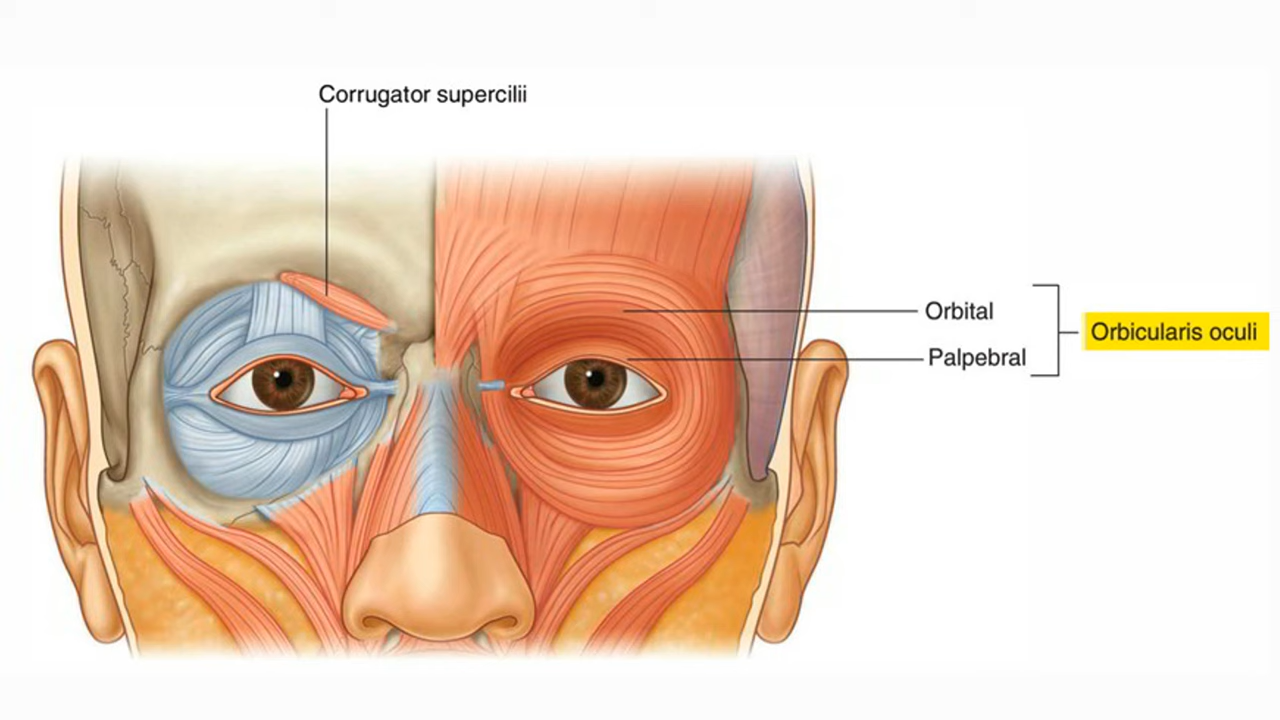 Corrugator supercilii
Orbital
Palpebral
Orbicularis oculi